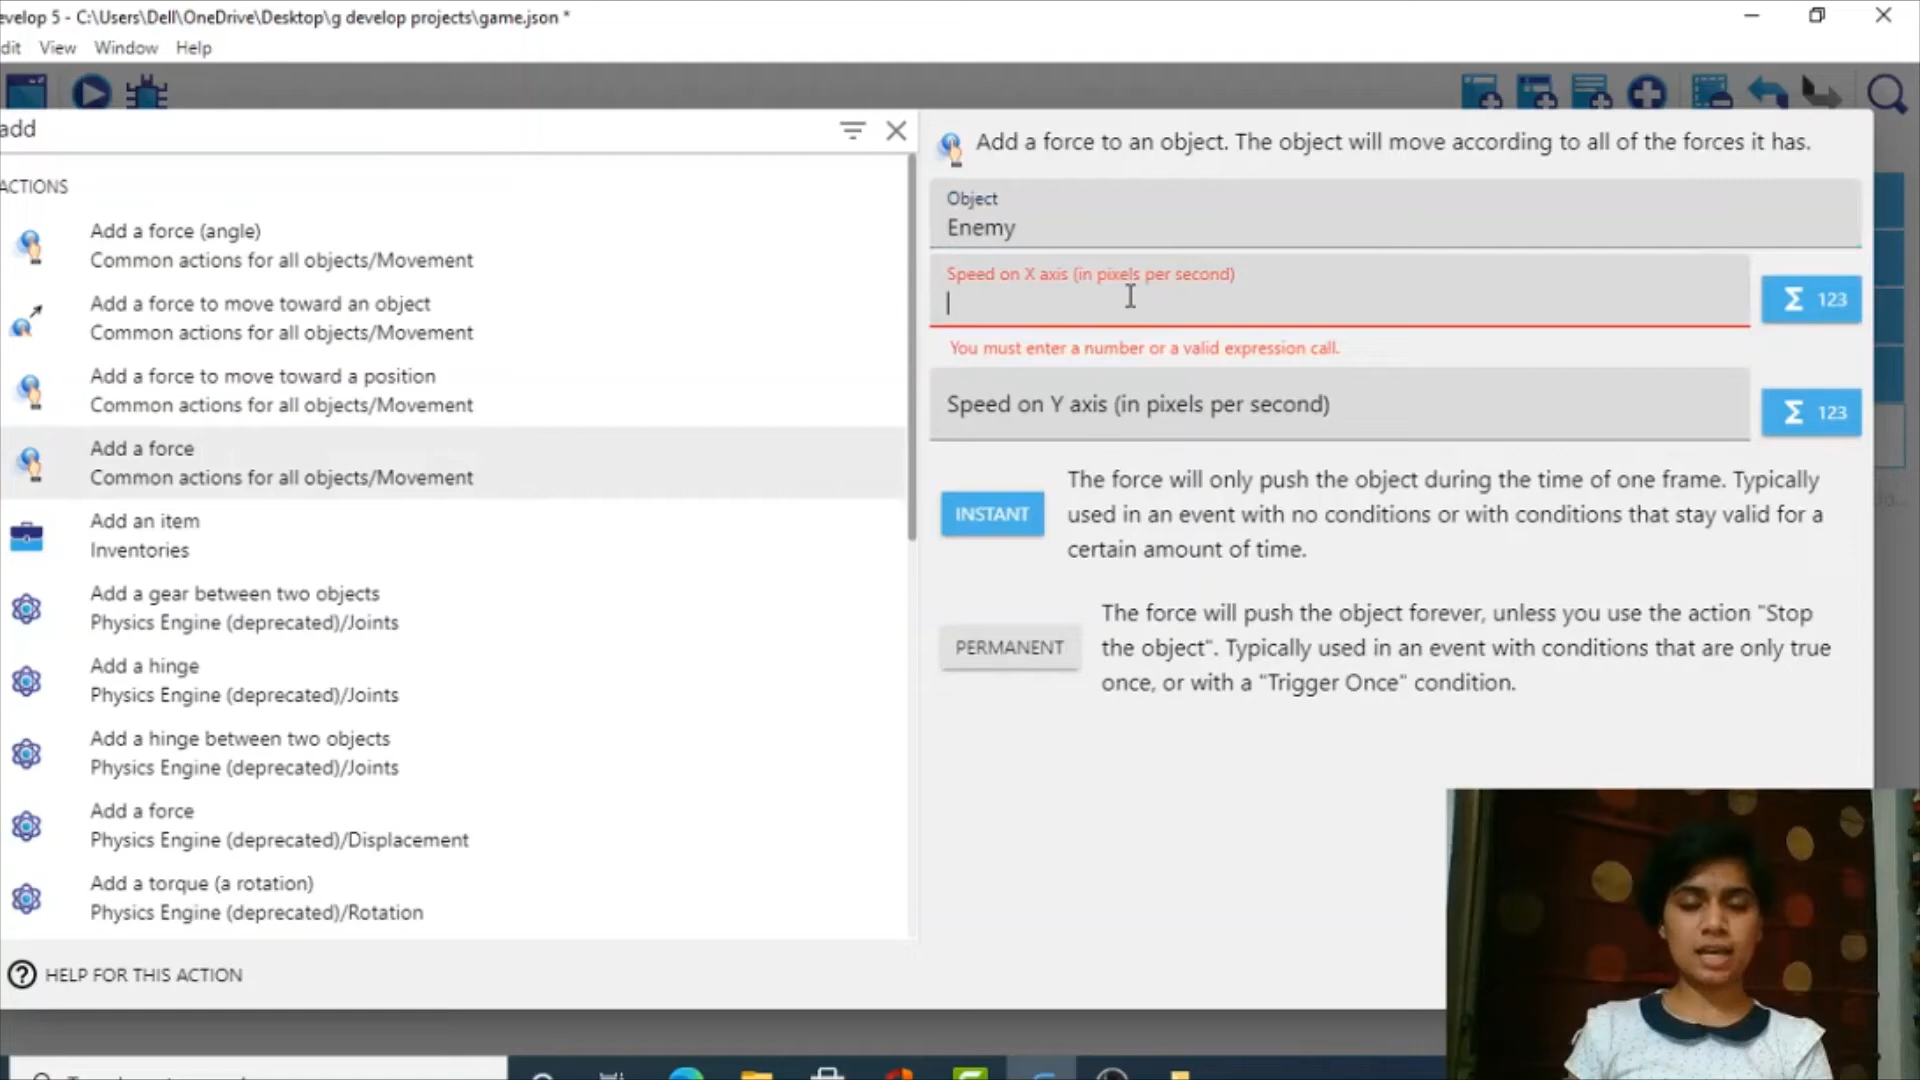 evelop 5 - C:\Users\Dell\OneDrive\Desktop\g develop projects\game.json *
dit View Window Help
add
ACTIONS
Add a force (angle)
Common actions for all objects/Movement
Add a force to move toward an object
Common actions for all objects/Movement
Add a force to move toward a position
Common actions for all objects/Movement
Add a force
Common actions for all objects/Movement
Add an item
Inventories
Add a gear between two objects
Physics Engine (deprecated)/Joints
Add a hinge
Physics Engine (deprecated)/Joints
Add a hinge between two objects
Physics Engine (deprecated)/Joints
Add a force
Physics Engine (deprecated)/Displacement
Add a torque (a rotation)
Physics Engine (deprecated)/Rotation
HELP FOR THIS ACTION
Add a force to an object. The object will move according to all of the forces it has.
Object
Enemy
Speed on X axis (in pixels per second)
Σ 123
You must enter a number or a valid expression call.
Speed on Y axis (in pixels per second)
Σ 123
INSTANT
The force will only push the object during the time of one frame. Typically
used in an event with no conditions or with conditions that stay valid for a
certain amount of time.
PERMANENT
The force will push the object forever, unless you use the action "Stop
the object". Typically used in an event with conditions that are only true
once, or with a "Trigger Once" condition.